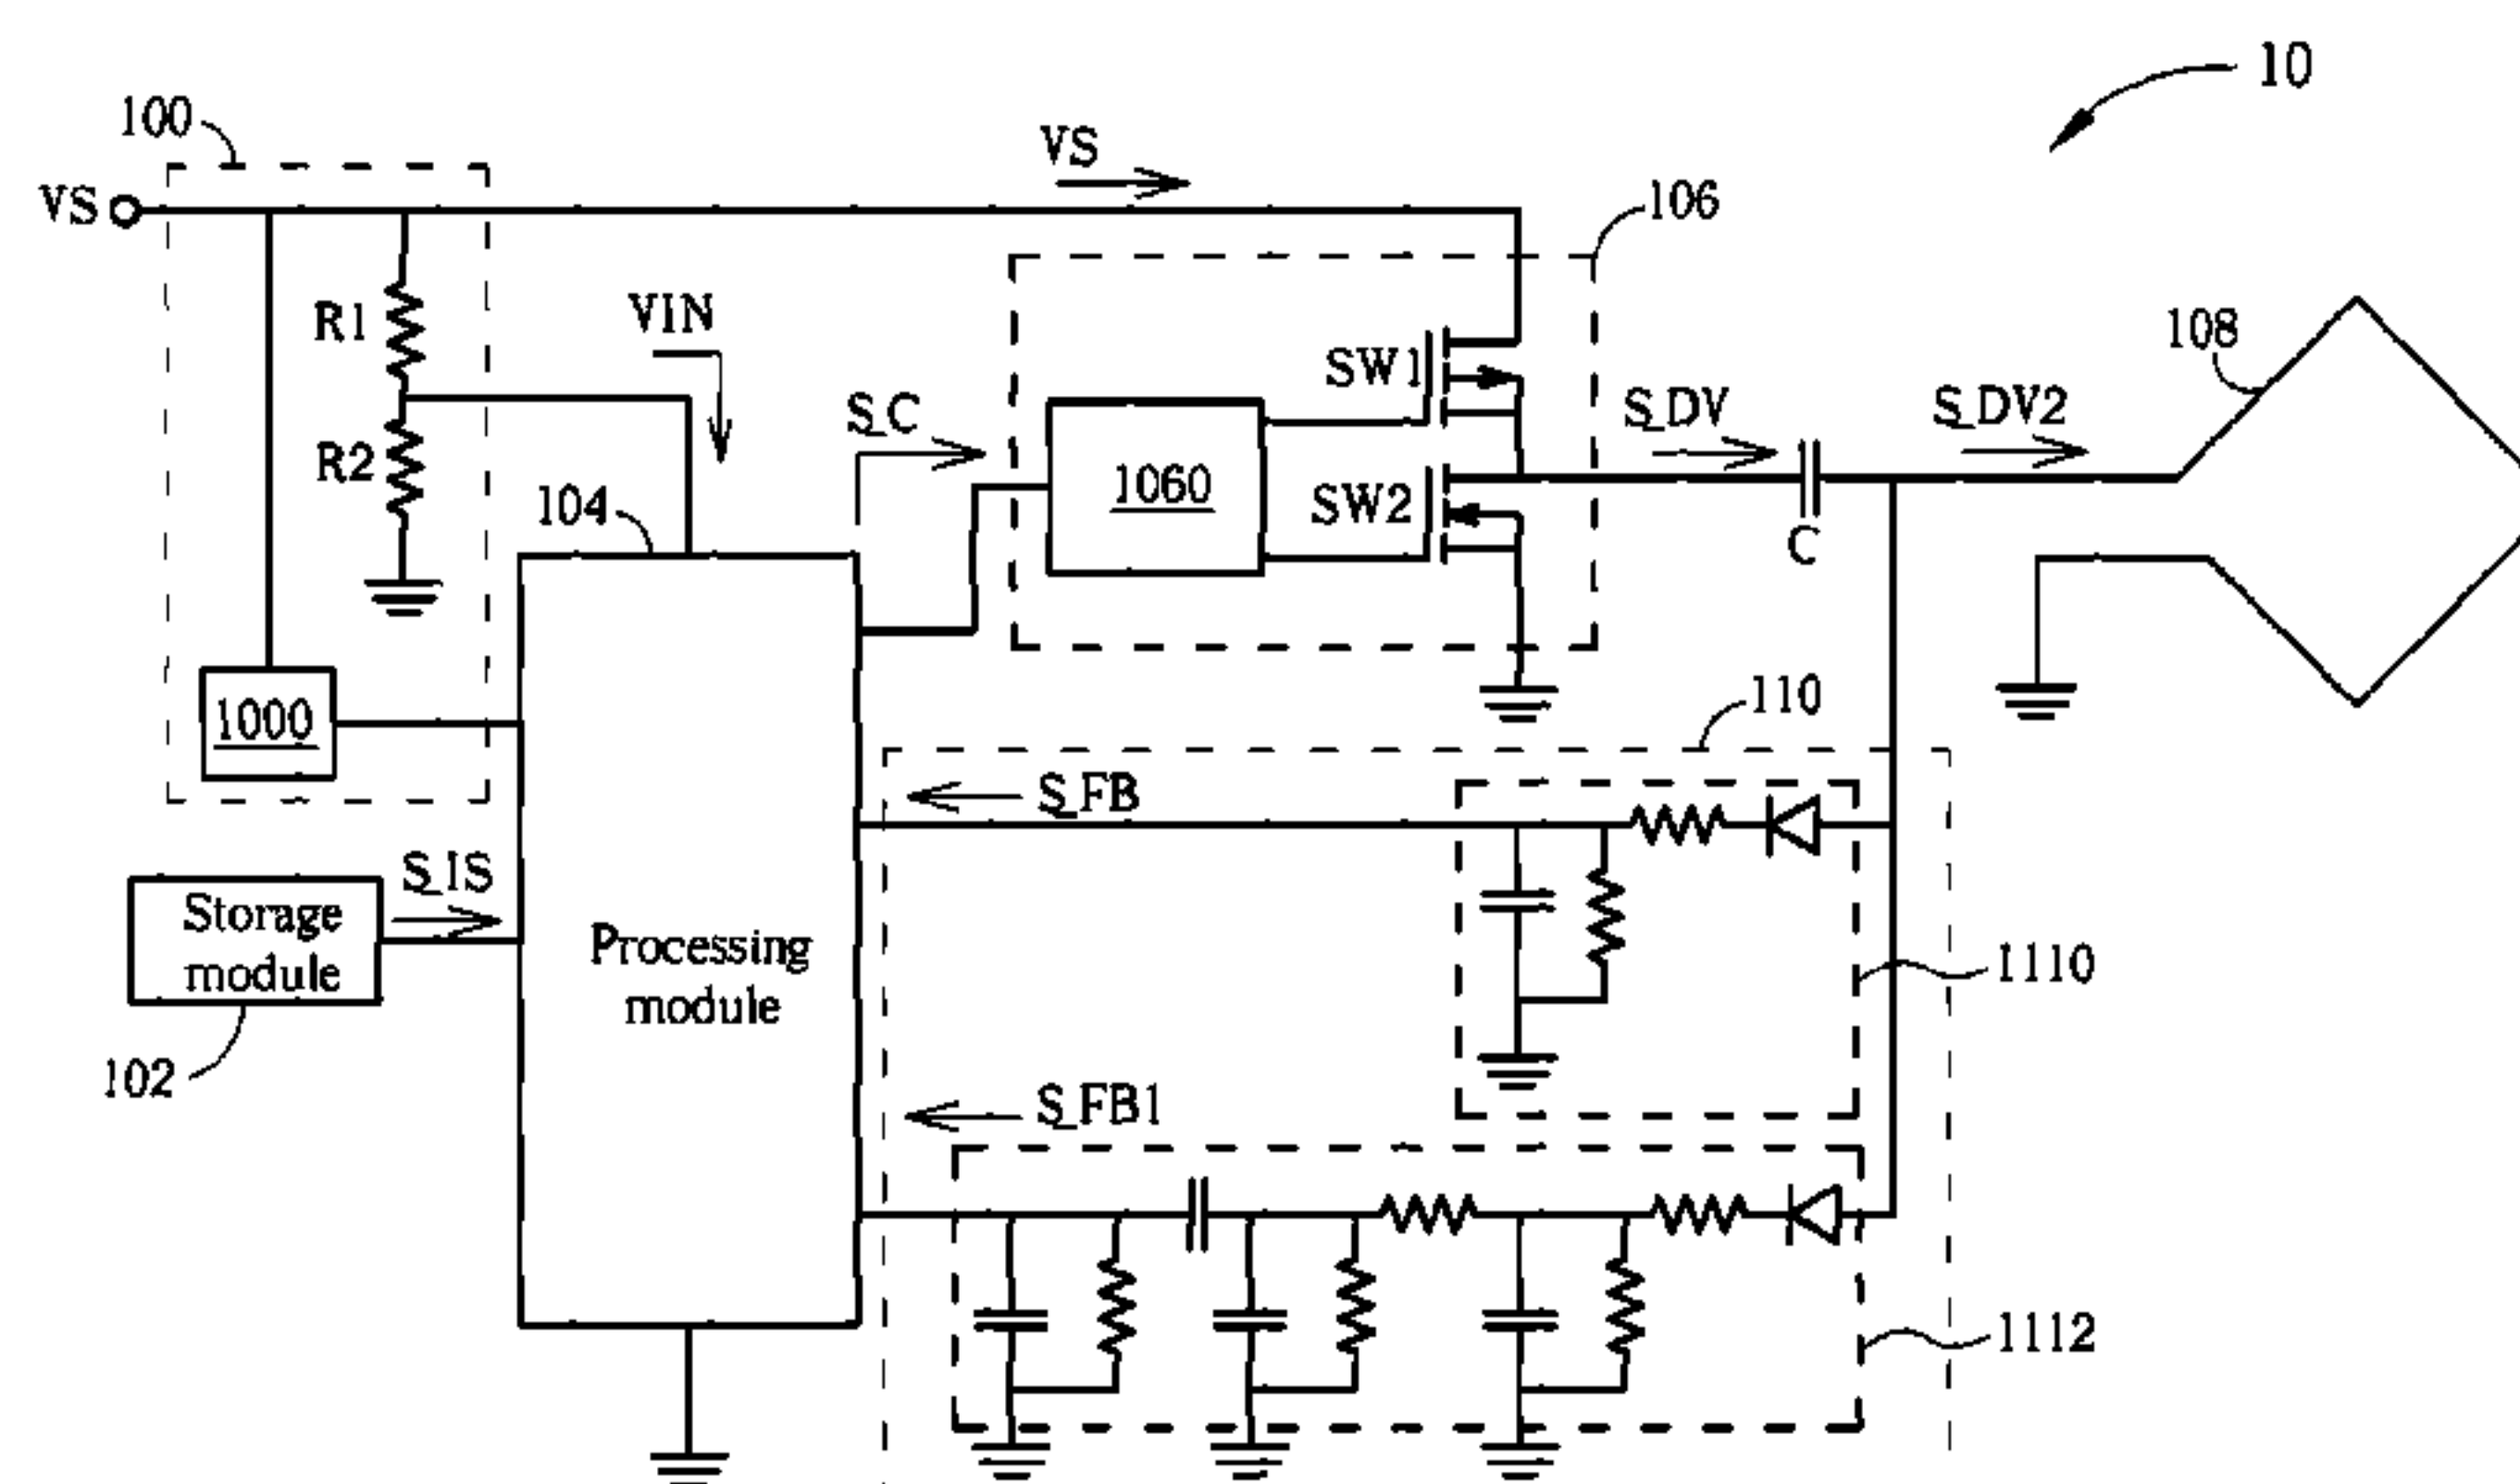 10
100
VS
VS
106
R1
VIN
108
SW1
S_C
S_DV
S_DV2
R2
1060
SW2
104
C
1000
110
S_FB
S_IS
Storage
module
Processing
module
1110
102
S_FB1
1112